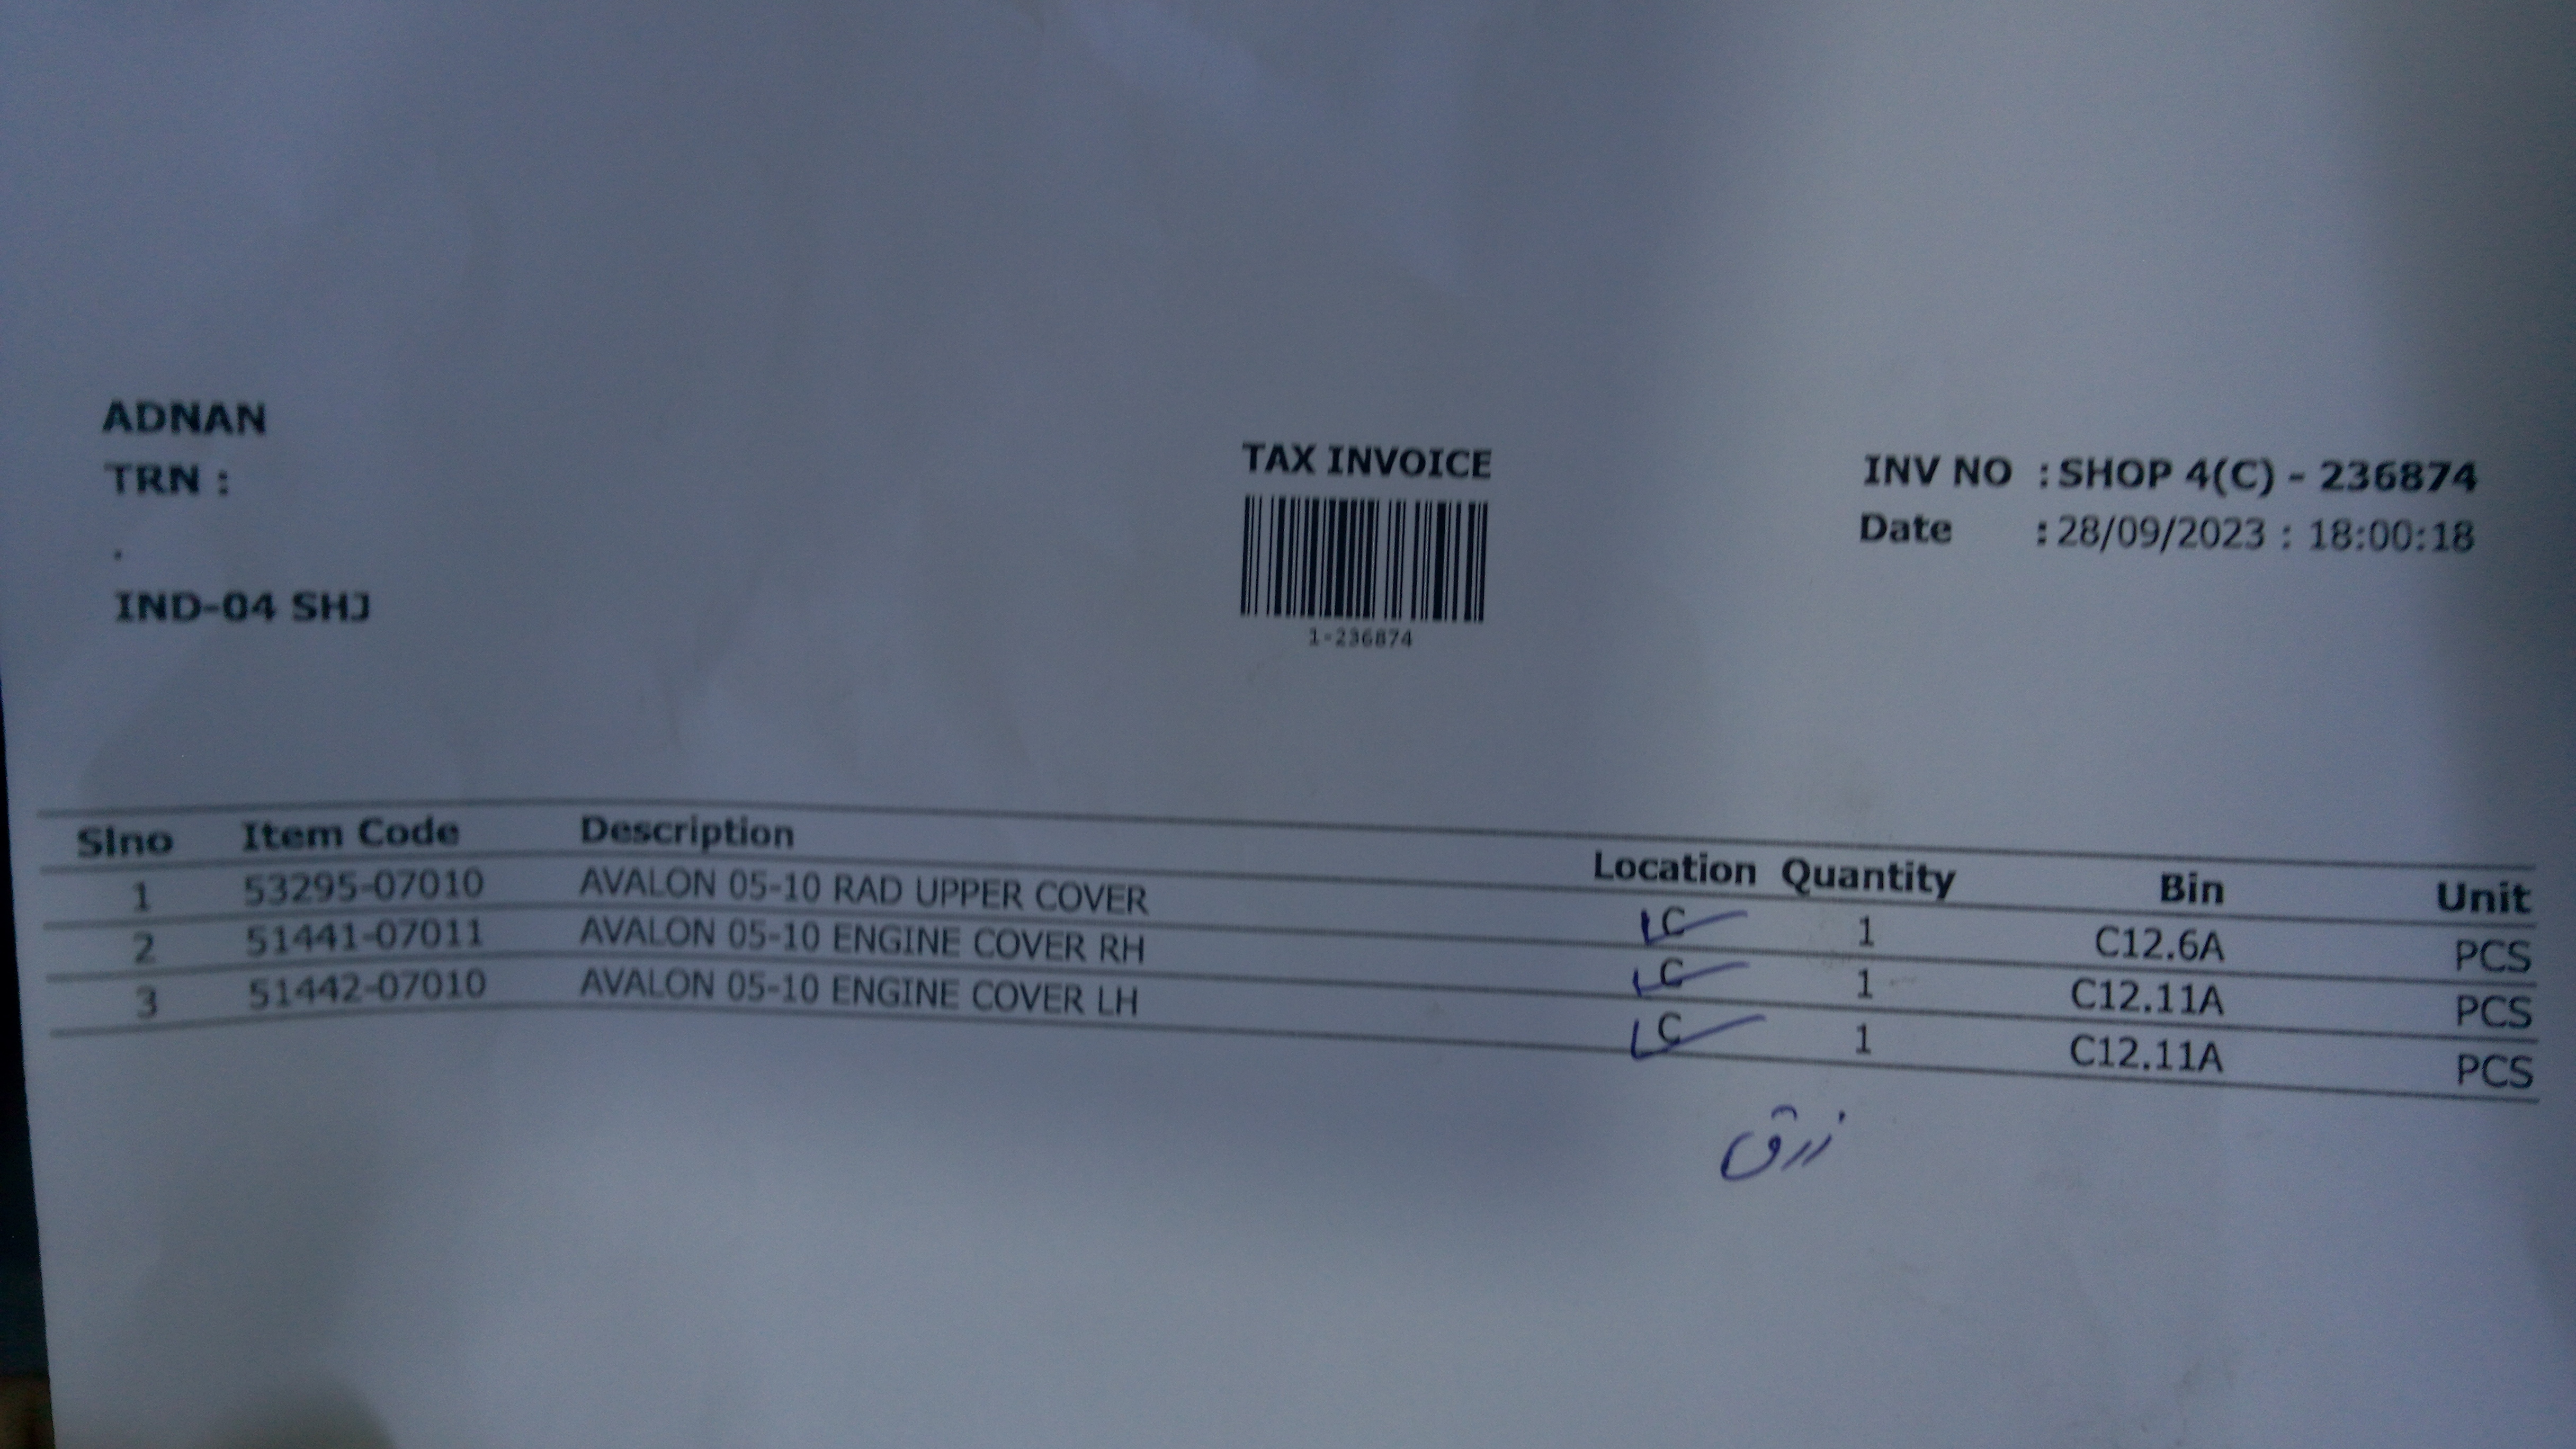 ADNAN
TRN :
.
IND-04 SHJ
TAX INVOICE
1-236874
INV NO : SHOP 4(C) - 236874
Date : 28/09/2023 : 18:00:18
Slno Item Code Description Location Quantity Bin Unit
1 53295-07010 AVALON 05-10 RAD UPPER COVER C 1 C12.6A PCS
2 51441-07011 AVALON 05-10 ENGINE COVER RH C 1 C12.11A PCS
3 51442-07010 AVALON 05-10 ENGINE COVER LH C 1 C12.11A PCS